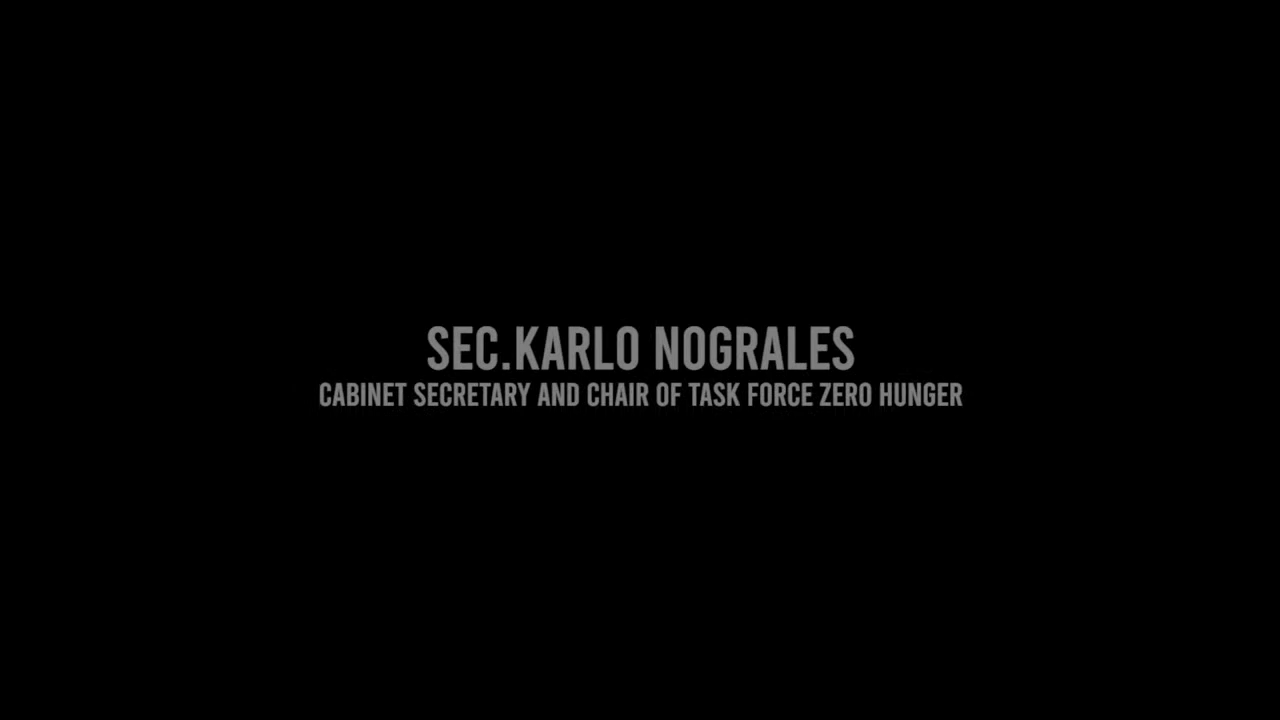 SEC.KARLO NOGRALES
CABINET SECRETARY AND CHAIR OF TASK FORCE ZERO HUNGER